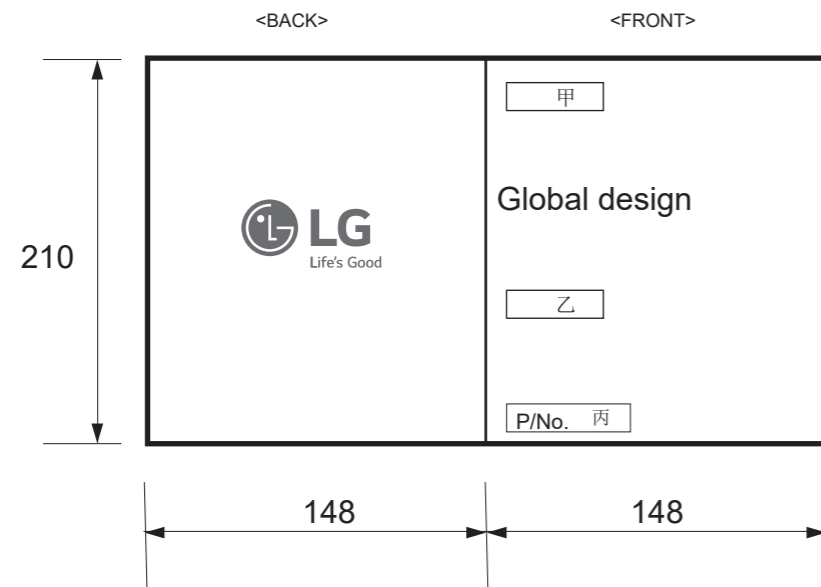 <BACK>
<FRONT>
甲
Global design
LG
Life's Good
210
乙
P/No. 丙
148
148